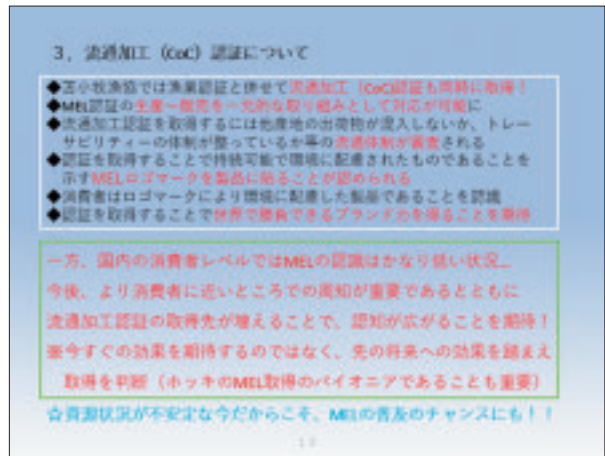 3．流通加工（CoC）認証について
◆苫小牧漁協では漁業認証と併せて流通加工（CoC)認証も同時に取得！
◆MEL認証の生産～販売を一元的な取り組みとして対応が可能に
◆流通加工認証を取得するには他産地の出荷物が混入しないか、トレー
サビリティーの体制が整っているか等の流通体制が審査される
◆認証を取得することで持続可能で環境に配慮されたものであることを
示すMELロゴマークを製品に貼ることが認められる
◆消費者はロゴマークにより環境に配慮した製品であることを認識
◆認証を取得することで世界で勝負できるブランド力を得ることを期待
一方、国内の消費者レベルではMELの認識はかなり低い状況…
今後、より消費者に近いところでの周知が重要であるとともに
流通加工認証の取得先が増えることで、認知が広がることを期待！
※今すぐの効果を期待するのではなく、先の将来への効果を踏まえ
取得を判断（ホッキのMEL取得のパイオニアであることも重要）
☆資源状況が不安定な今だからこそ、MELの普及のチャンスにも！！